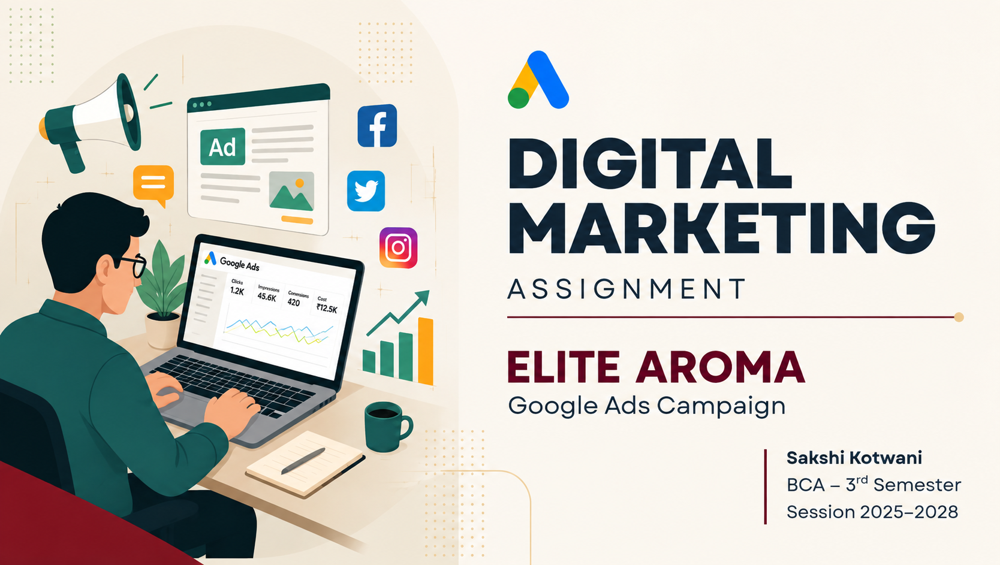 Ad
Google Ads
Clicks
1.2K
Impressions
45.6K
Conersions
420
Cost
₹12.5K
DIGITAL
MARKETING
ASSIGNMENT
ELITE AROMA
Google Ads Campaign
Sakshi Kotwani
BCA – 3rd Semester
Session 2025–2028